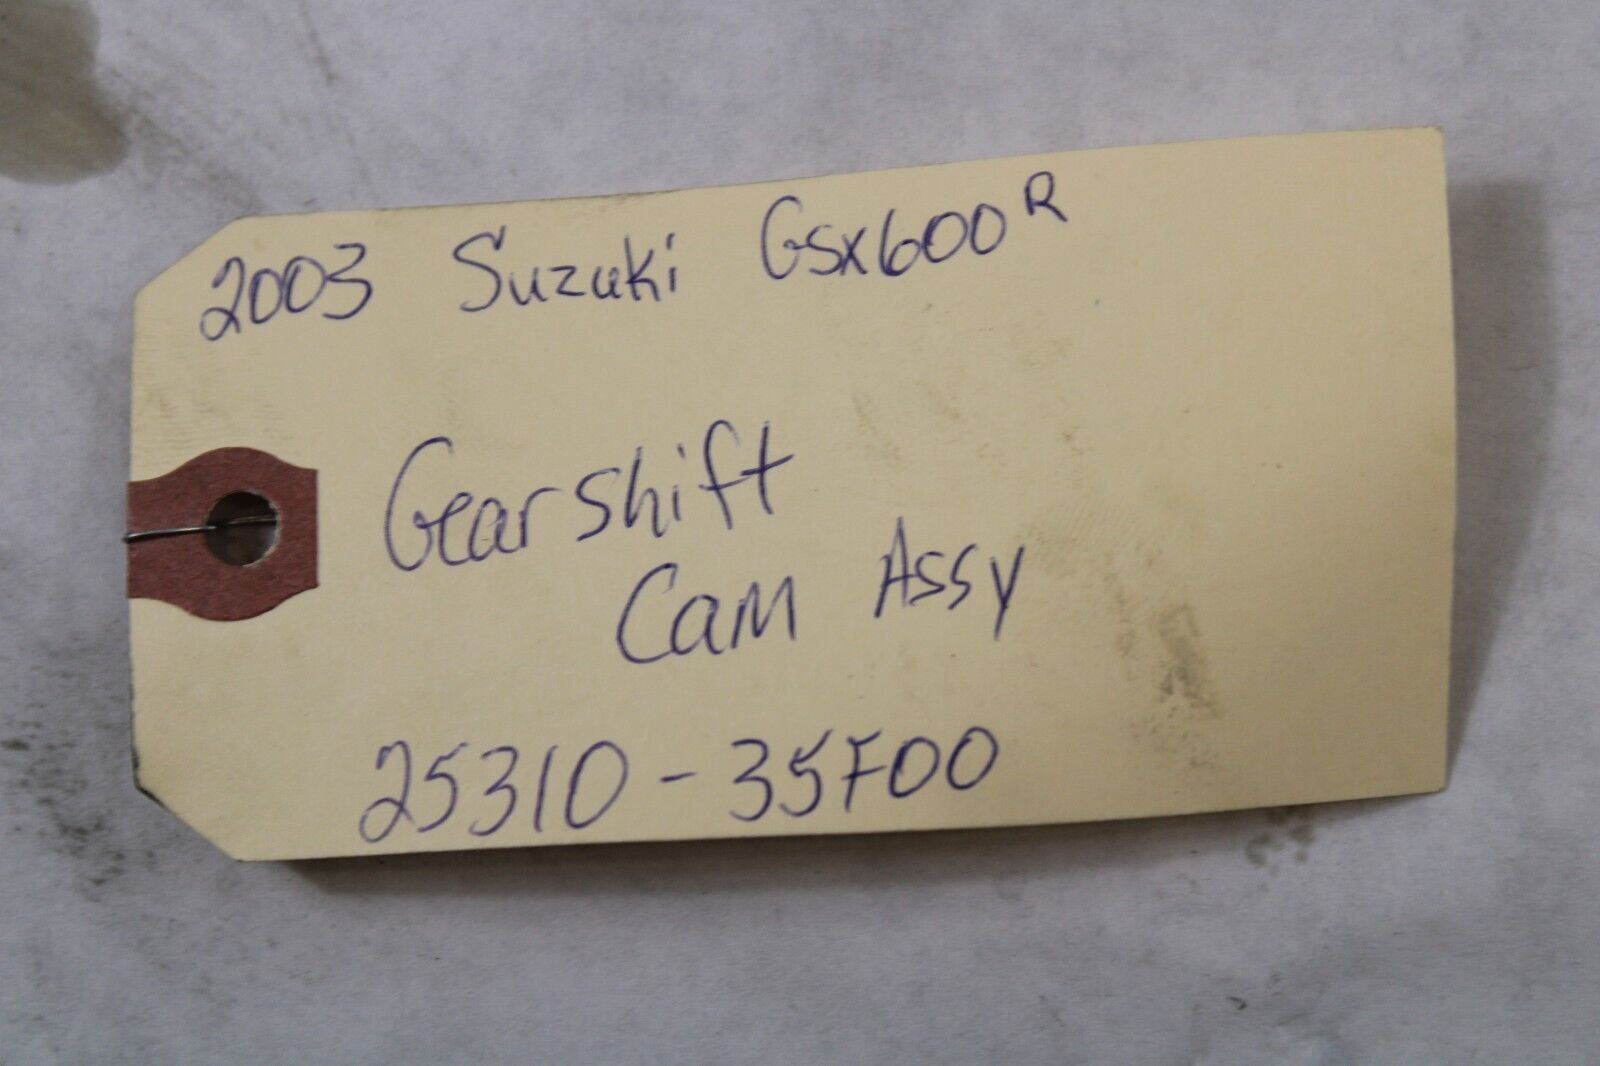 2003 Suzuki GSX600R
Gearshift
Cam Assy
25310-35F00